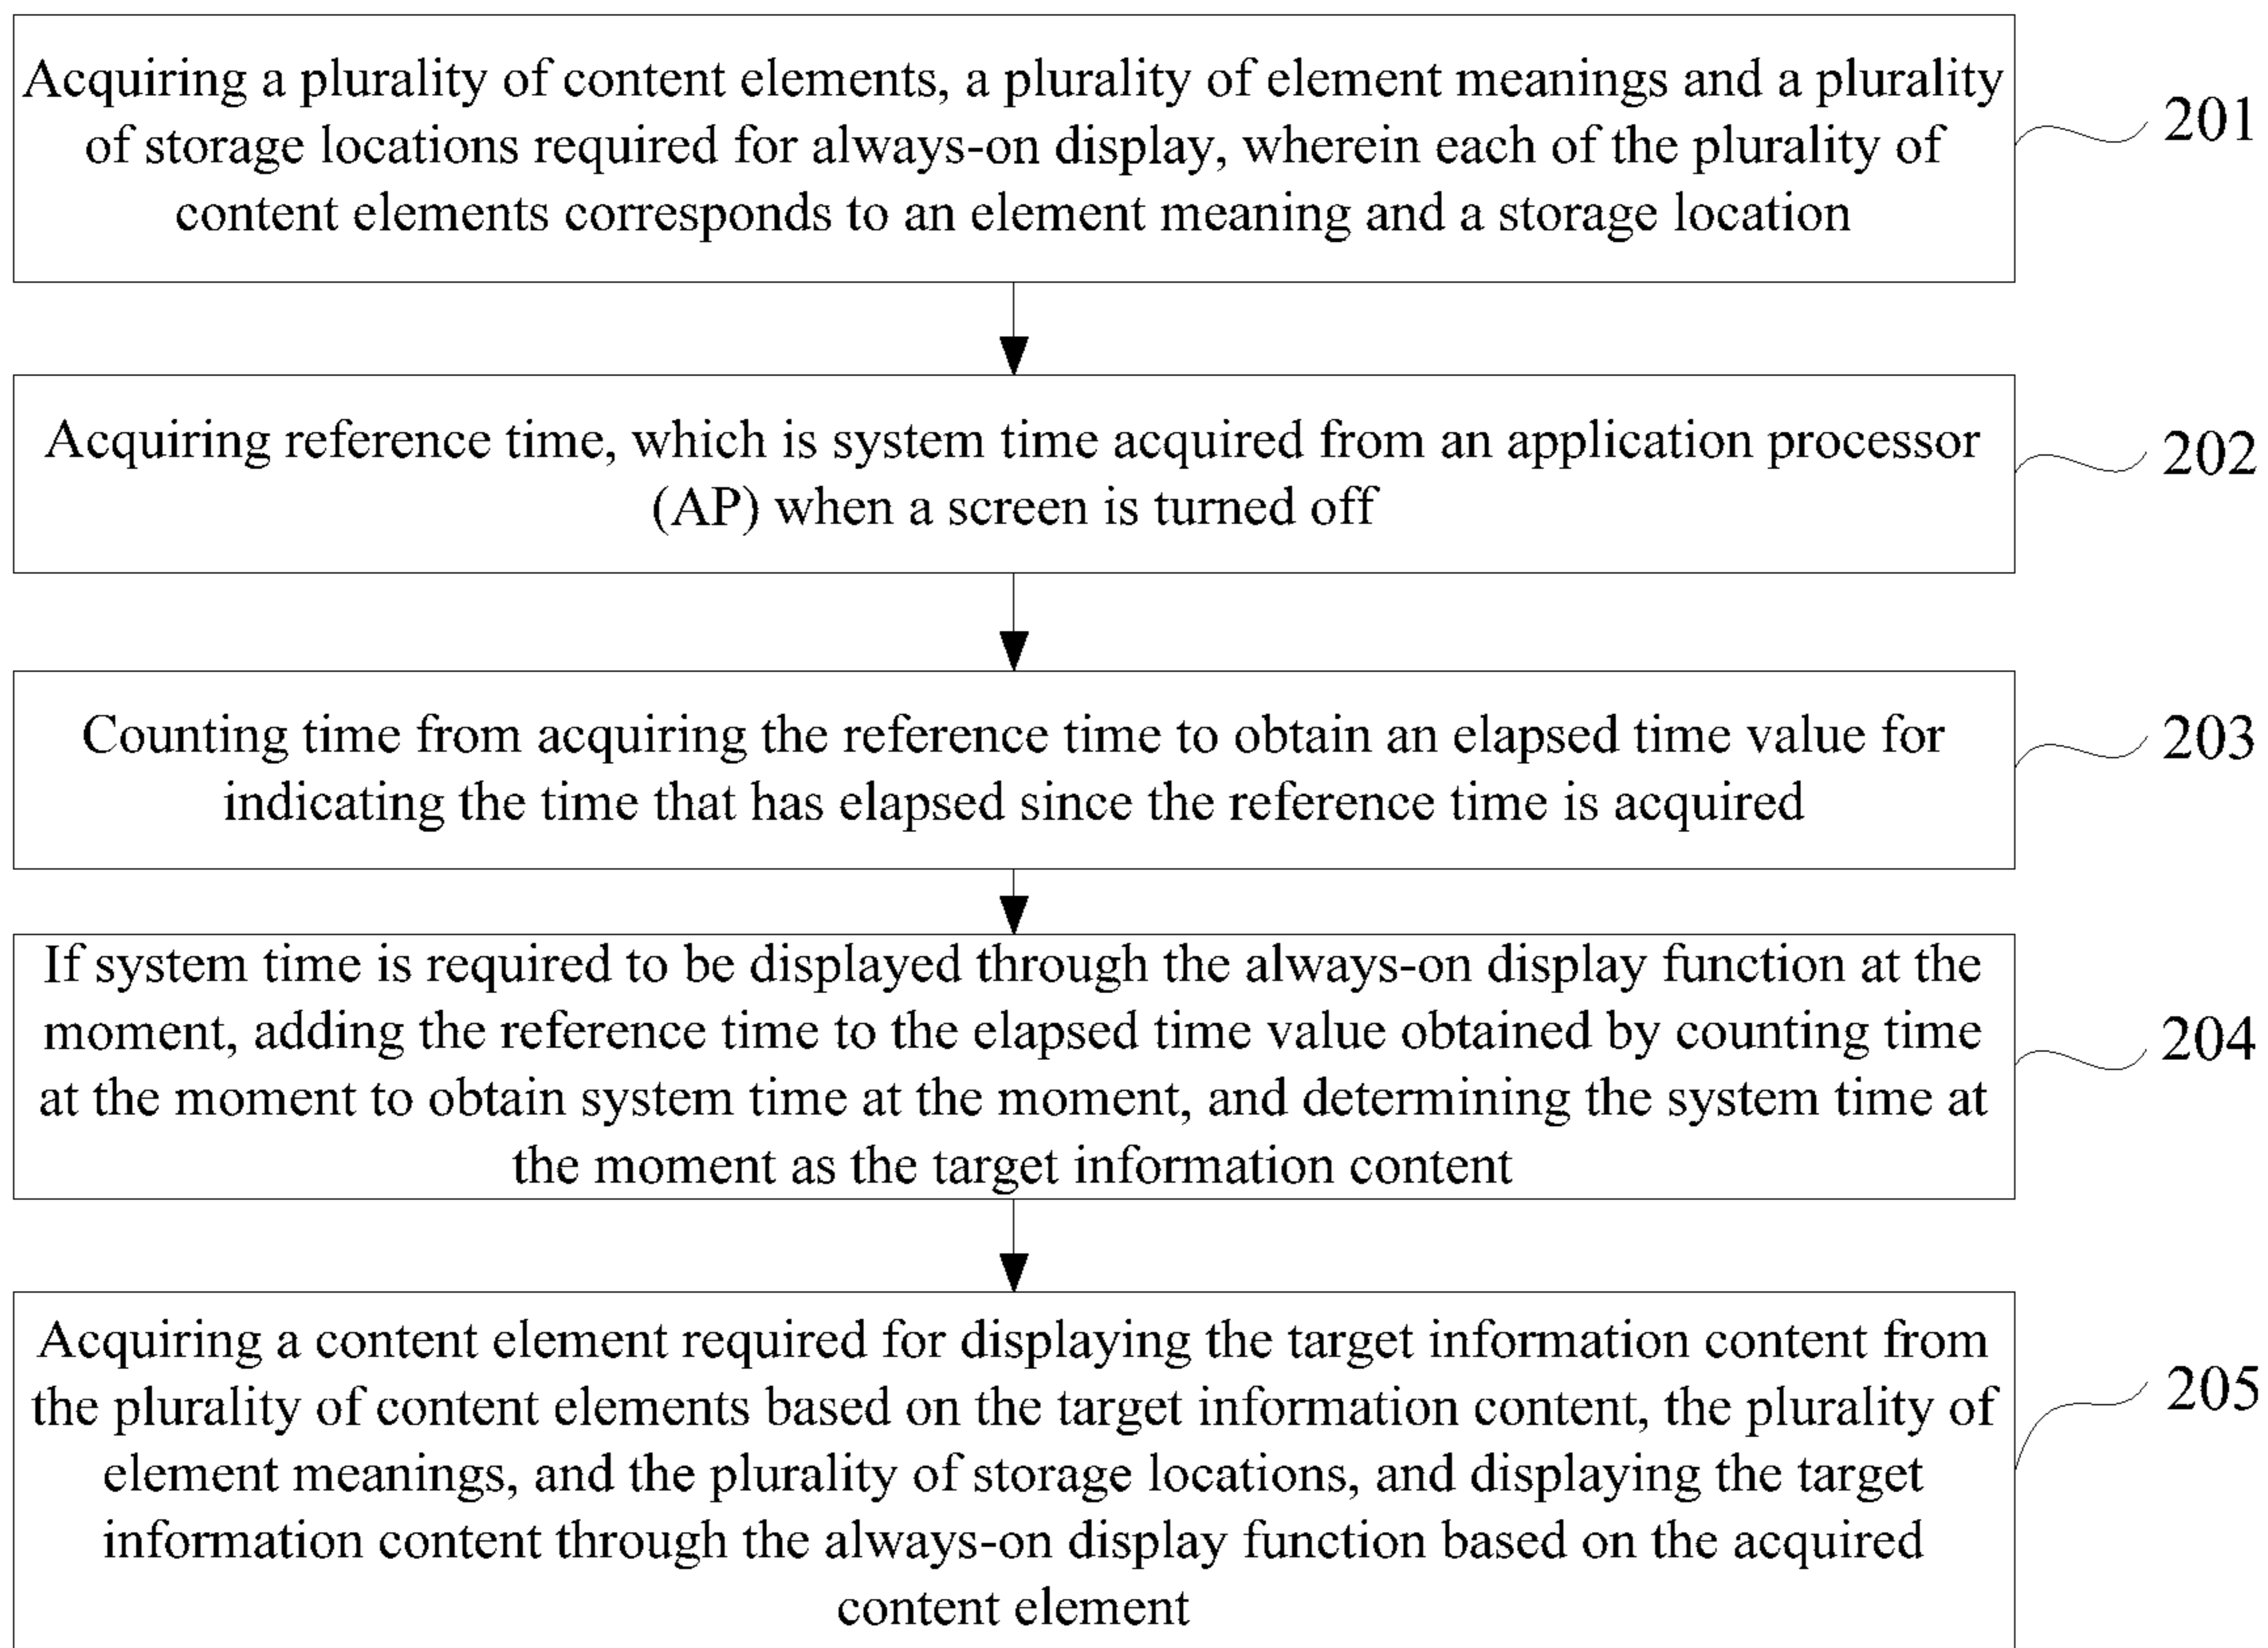 Acquiring a plurality of content elements, a plurality of element meanings and a plurality
of storage locations required for always-on display, wherein each of the plurality of
content elements corresponds to an element meaning and a storage location
201
Acquiring reference time, which is system time acquired from an application processor
(AP) when a screen is turned off
202
Counting time from acquiring the reference time to obtain an elapsed time value for
indicating the time that has elapsed since the reference time is acquired
203
If system time is required to be displayed through the always-on display function at the
moment, adding the reference time to the elapsed time value obtained by counting time
at the moment to obtain system time at the moment, and determining the system time at
the moment as the target information content
204
Acquiring a content element required for displaying the target information content from
the plurality of content elements based on the target information content, the plurality of
element meanings, and the plurality of storage locations, and displaying the target
information content through the always-on display function based on the acquired
content element
205